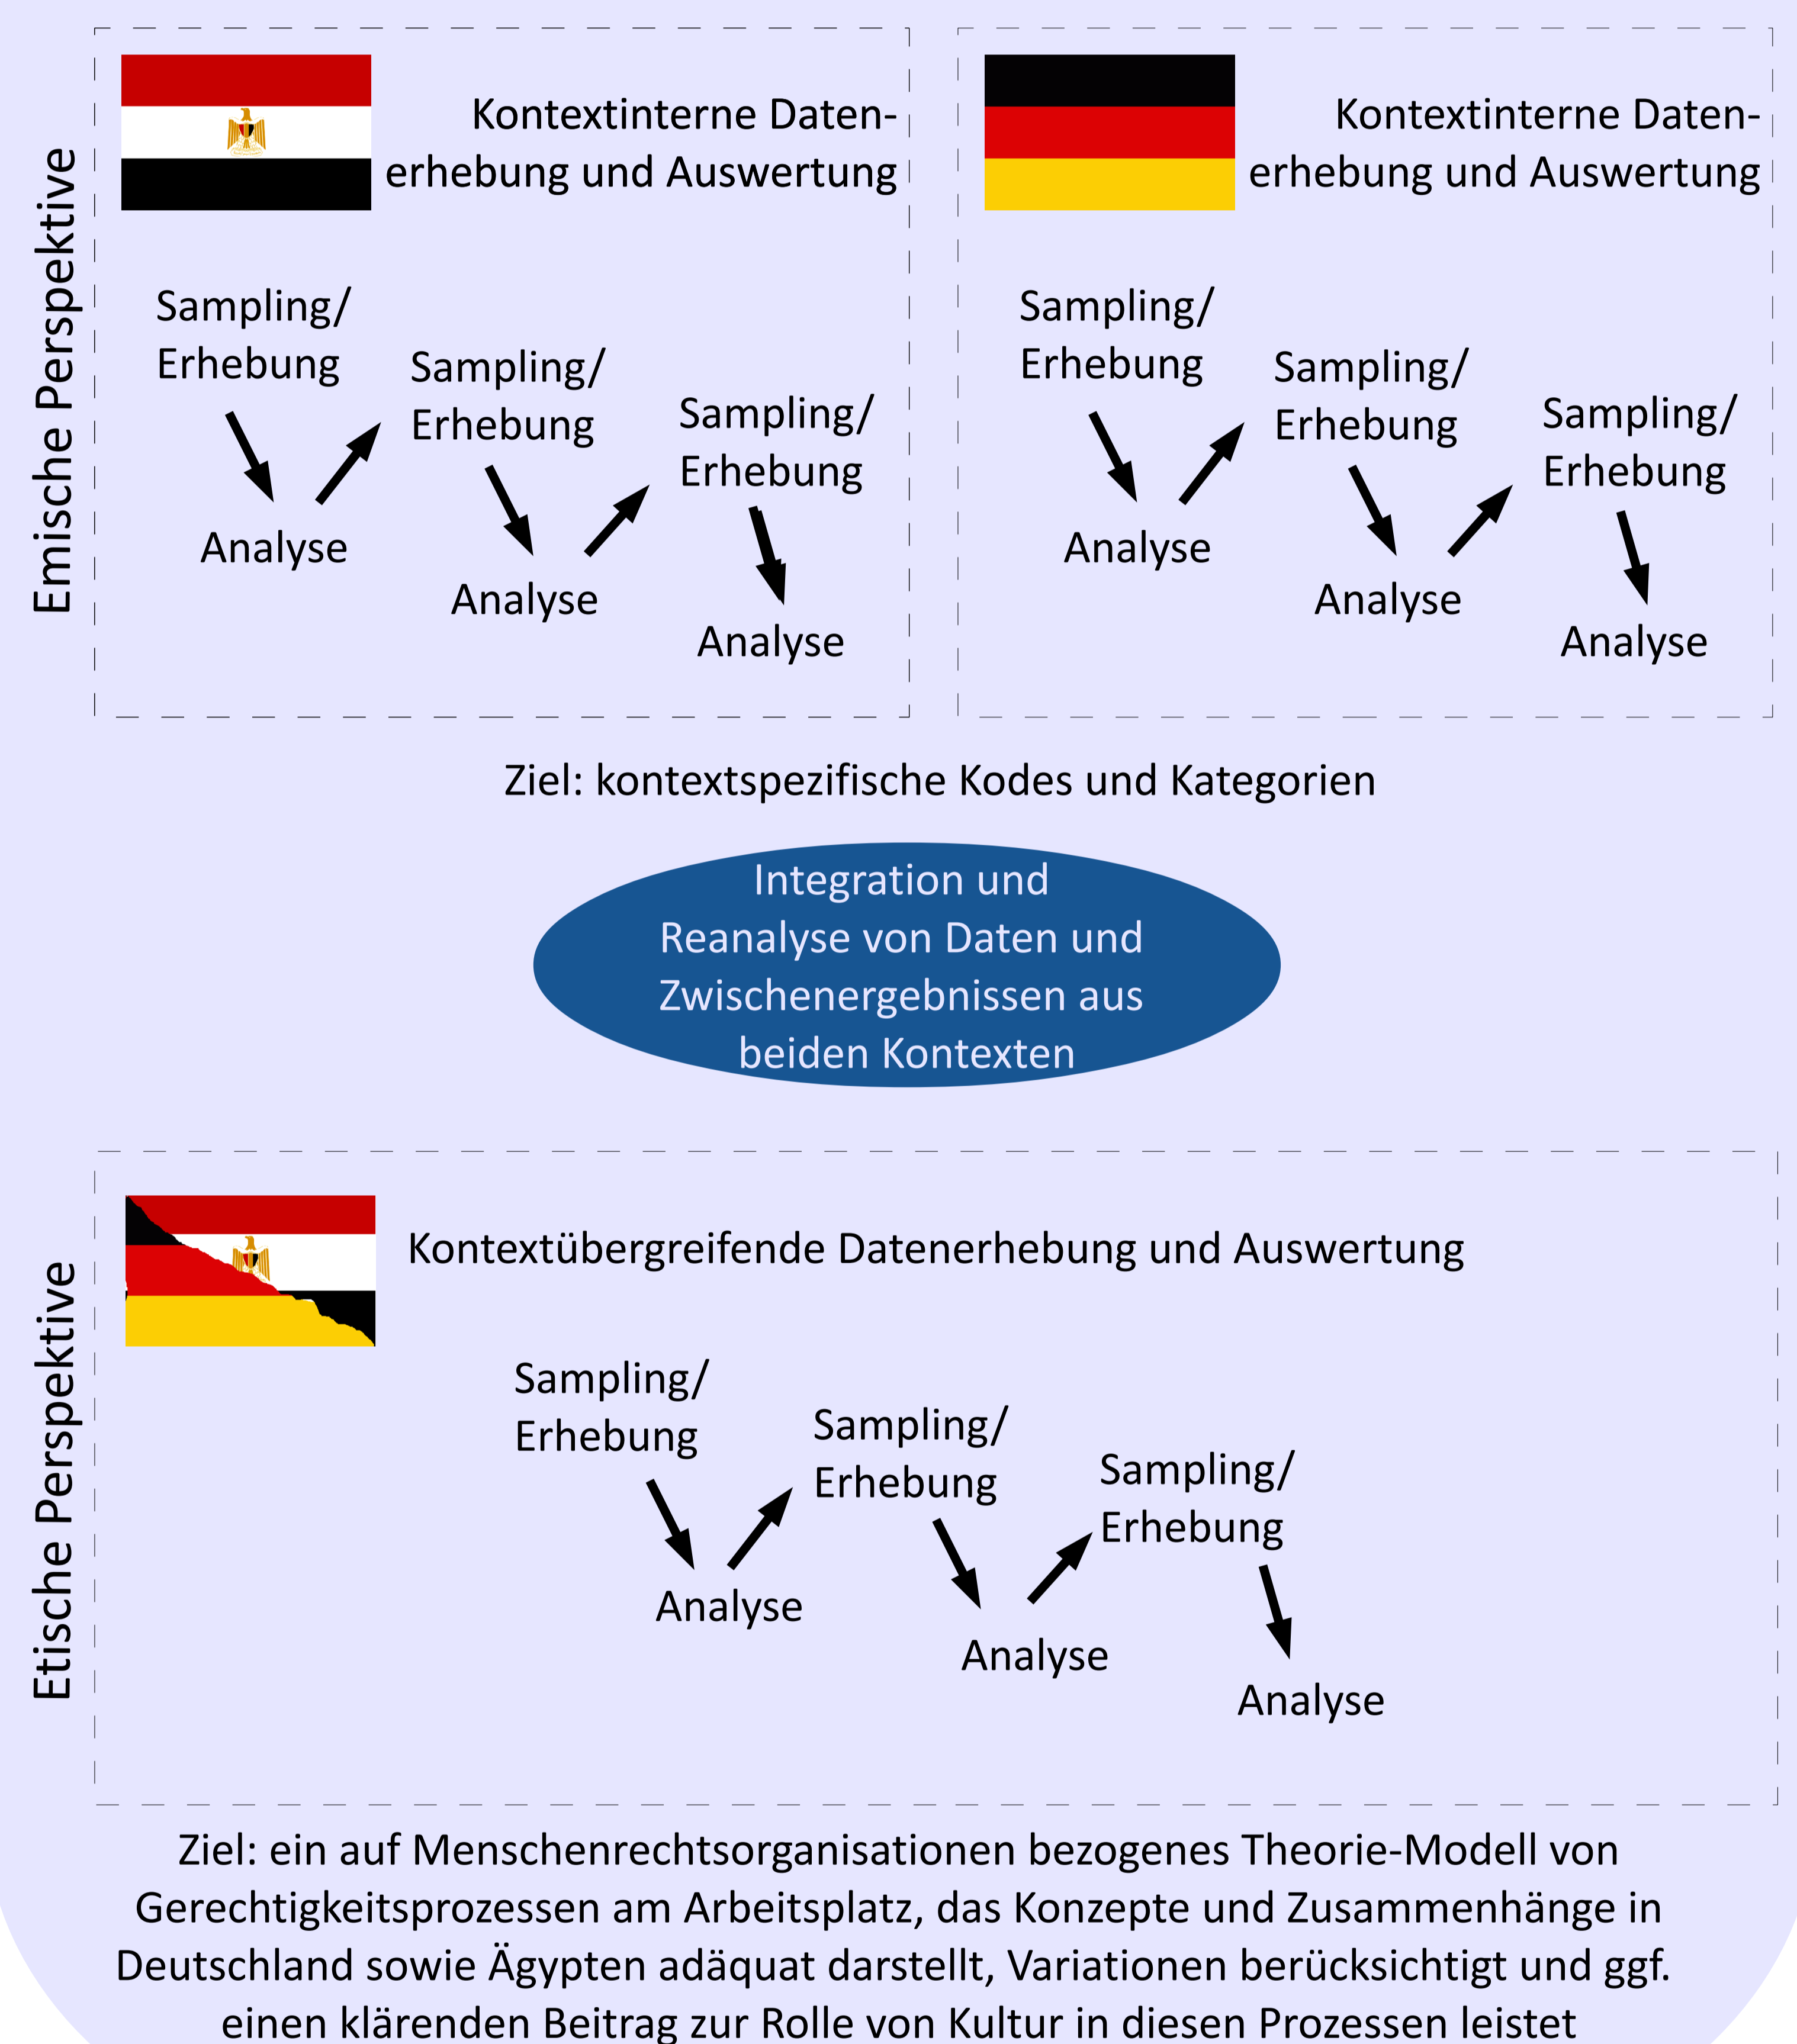 Emische Perspektive
Kontextinterne Daten-
erhebung und Auswertung
Sampling/
Erhebung
Analyse
Sampling/
Erhebung
Analyse
Sampling/
Erhebung
Analyse
Kontextinterne Daten-
erhebung und Auswertung
Sampling/
Erhebung
Analyse
Sampling/
Erhebung
Analyse
Sampling/
Erhebung
Analyse
Ziel: kontextspezifische Kodes und Kategorien
Integration und
Reanalyse von Daten und
Zwischenergebnissen aus
beiden Kontexten
Etische Perspektive
Kontextübergreifende Datenerhebung und Auswertung
Sampling/
Erhebung
Analyse
Sampling/
Erhebung
Analyse
Sampling/
Erhebung
Analyse
Ziel: ein auf Menschenrechtsorganisationen bezogenes Theorie-Modell von
Gerechtigkeitsprozessen am Arbeitsplatz, das Konzepte und Zusammenhänge in
Deutschland sowie Ägypten adäquat darstellt, Variationen berücksichtigt und ggf.
einen klärenden Beitrag zur Rolle von Kultur in diesen Prozessen leistet